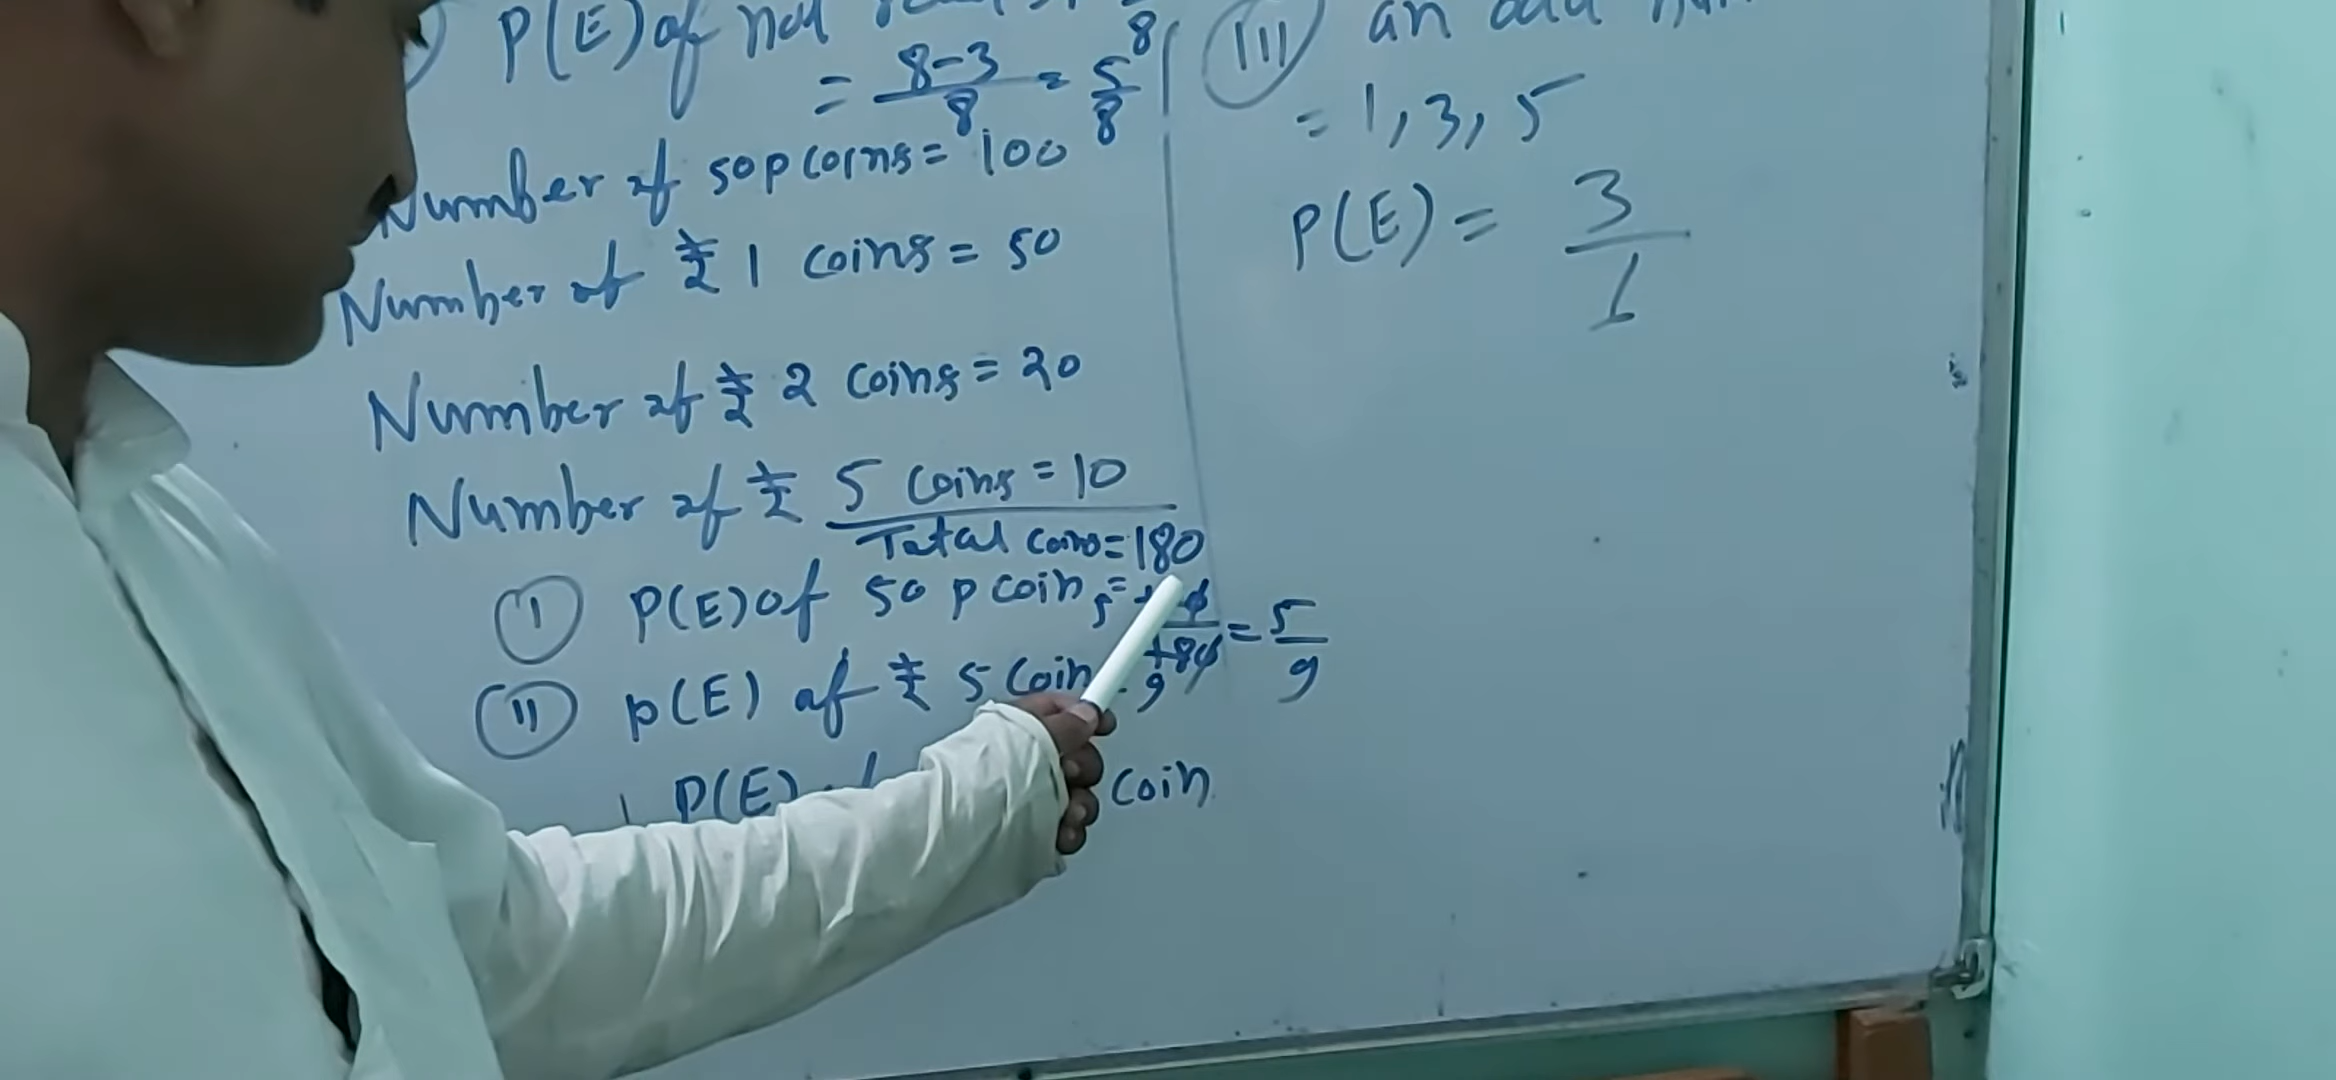 P(E) of not
= 8-3/8 = 5/8
Number of 50 p coins = 100
Number of ₹ 1 coins = 50
Number of ₹ 2 coins = 20
Number of ₹ 5 coins = 10
Total coins = 180
(i) P(E) of 50 p coin = 5/9
(ii) P(E) of ₹ 5 coin
P(E) coin
(III) an odd
= 1, 3, 5
P(E) = 3/1